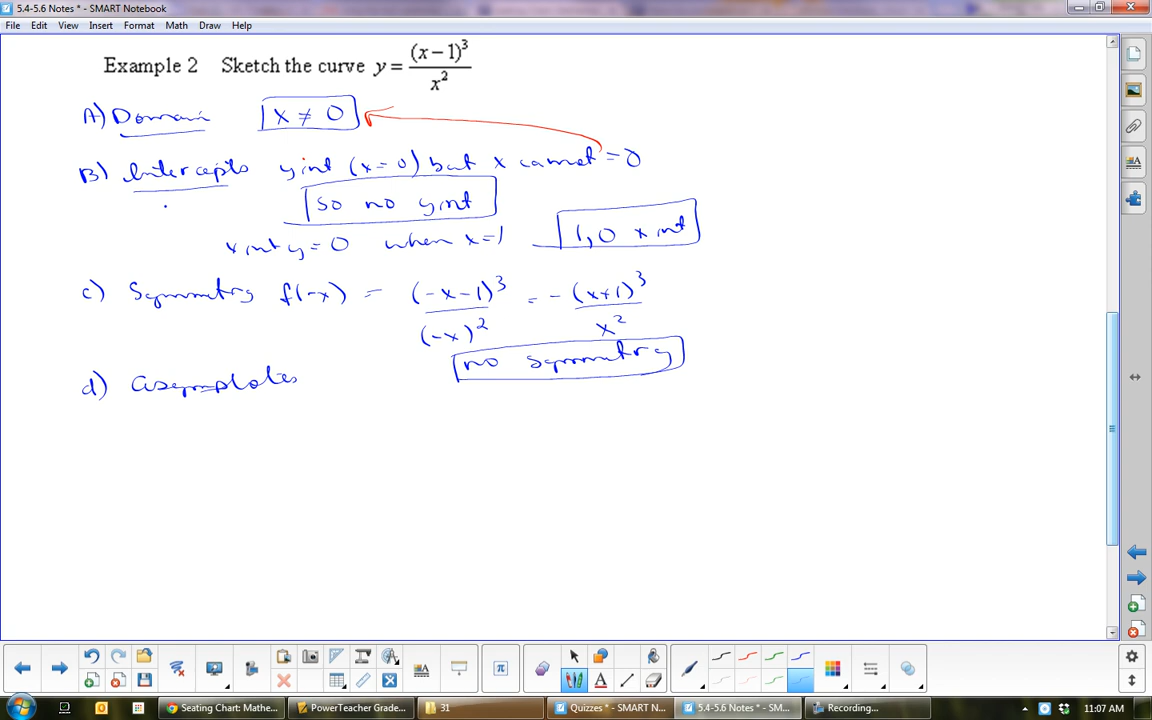 5.4-5.6 Notes * - SMART Notebook
File Edit View Insert Format Math Draw Help
Example 2 Sketch the curve y = (x − 1)³ / x²
A) Domain x ≠ 0
B) Intercepts yint (x=0) but x cannot = 0
so no yint
x int y = 0 when x=1 1,0 x int
c) Symmetry f(-x) = (-x-1)³ / (-x)² = -(x+1)³ / x²
no symmetry
d) asymptotes
Seating Chart: Mathe... PowerTeacher Grade... 31 Quizzes * - SMART N... 5.4-5.6 Notes * - SM... Recording... 11:07 AM